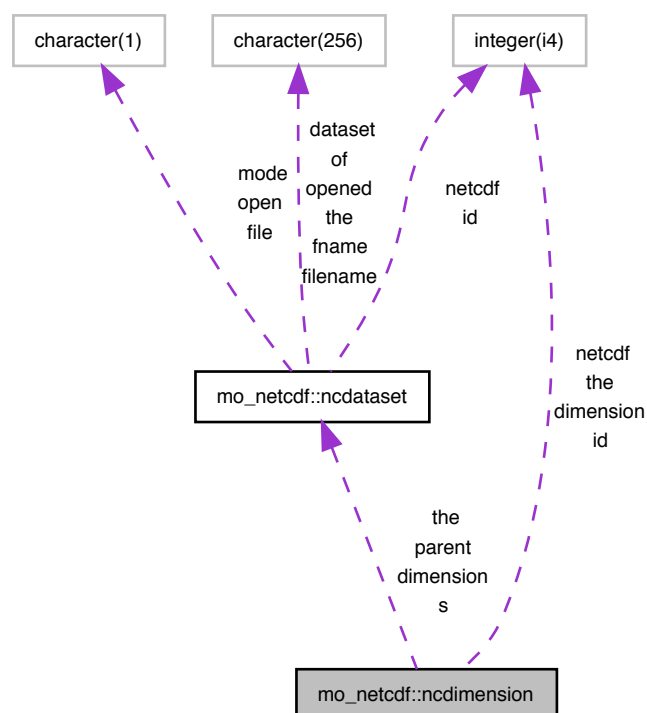 character(1)
character(256)
integer(i4)
mode
open
file
dataset
of
opened
the
fname
filename
netcdf
id
mo_netcdf::ncdataset
netcdf
the
dimension
id
the
parent
dimension
s
mo_netcdf::ncdimension